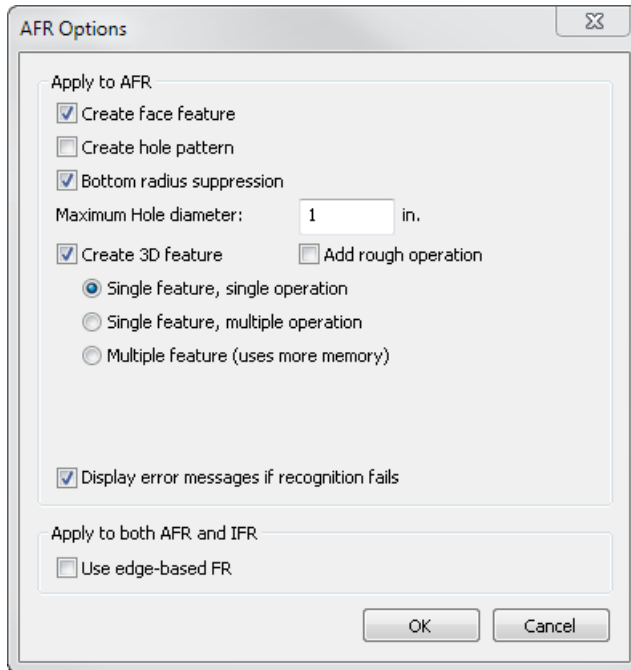 AFR Options
Apply to AFR
Create face feature
Create hole pattern
Bottom radius suppression
Maximum Hole diameter: 1 in.
Create 3D feature Add rough operation
Single feature, single operation
Single feature, multiple operation
Multiple feature (uses more memory)
Display error messages if recognition fails
Apply to both AFR and IFR
Use edge-based FR
OK Cancel